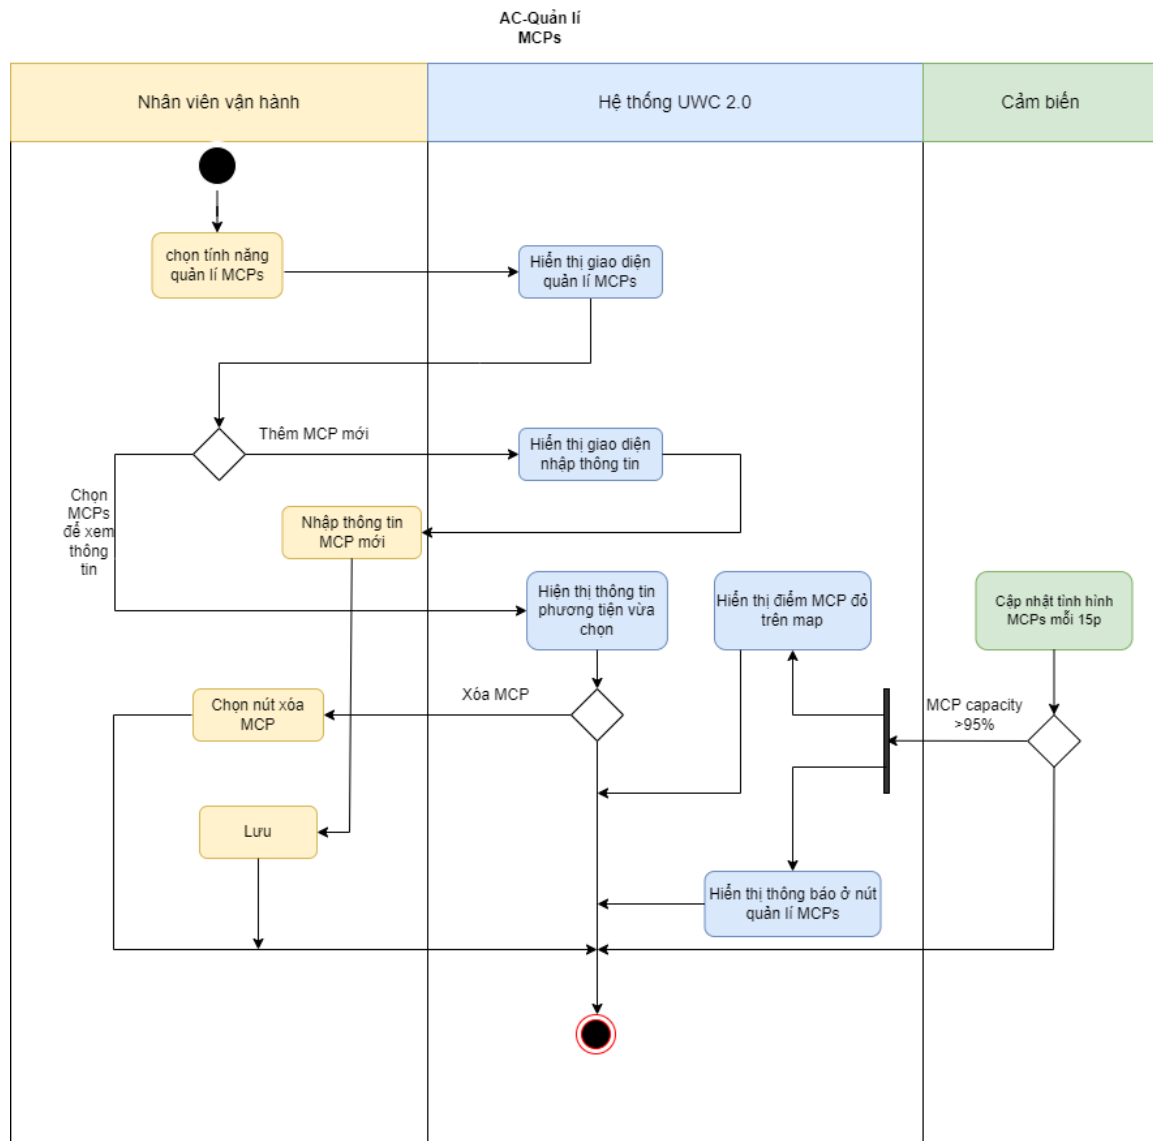 AC-Quản lí
MCPs
Nhân viên vận hành
Hệ thống UWC 2.0
Cảm biến
chọn tính năng
quản lí MCPs
Hiển thị giao diện
quản lí MCPs
Thêm MCP mới
Hiển thị giao diện
nhập thông tin
Chọn
MCPs
để xem
thông
tin
Nhập thông tin
MCP mới
Hiện thị thông tin
phương tiện vừa
chọn
Hiển thị điểm MCP đỏ
trên map
Cập nhật tình hình
MCPs mỗi 15p
Chọn nút xóa
MCP
Xóa MCP
MCP capacity
>95%
Lưu
Hiển thị thông báo ở nút
quản lí MCPs